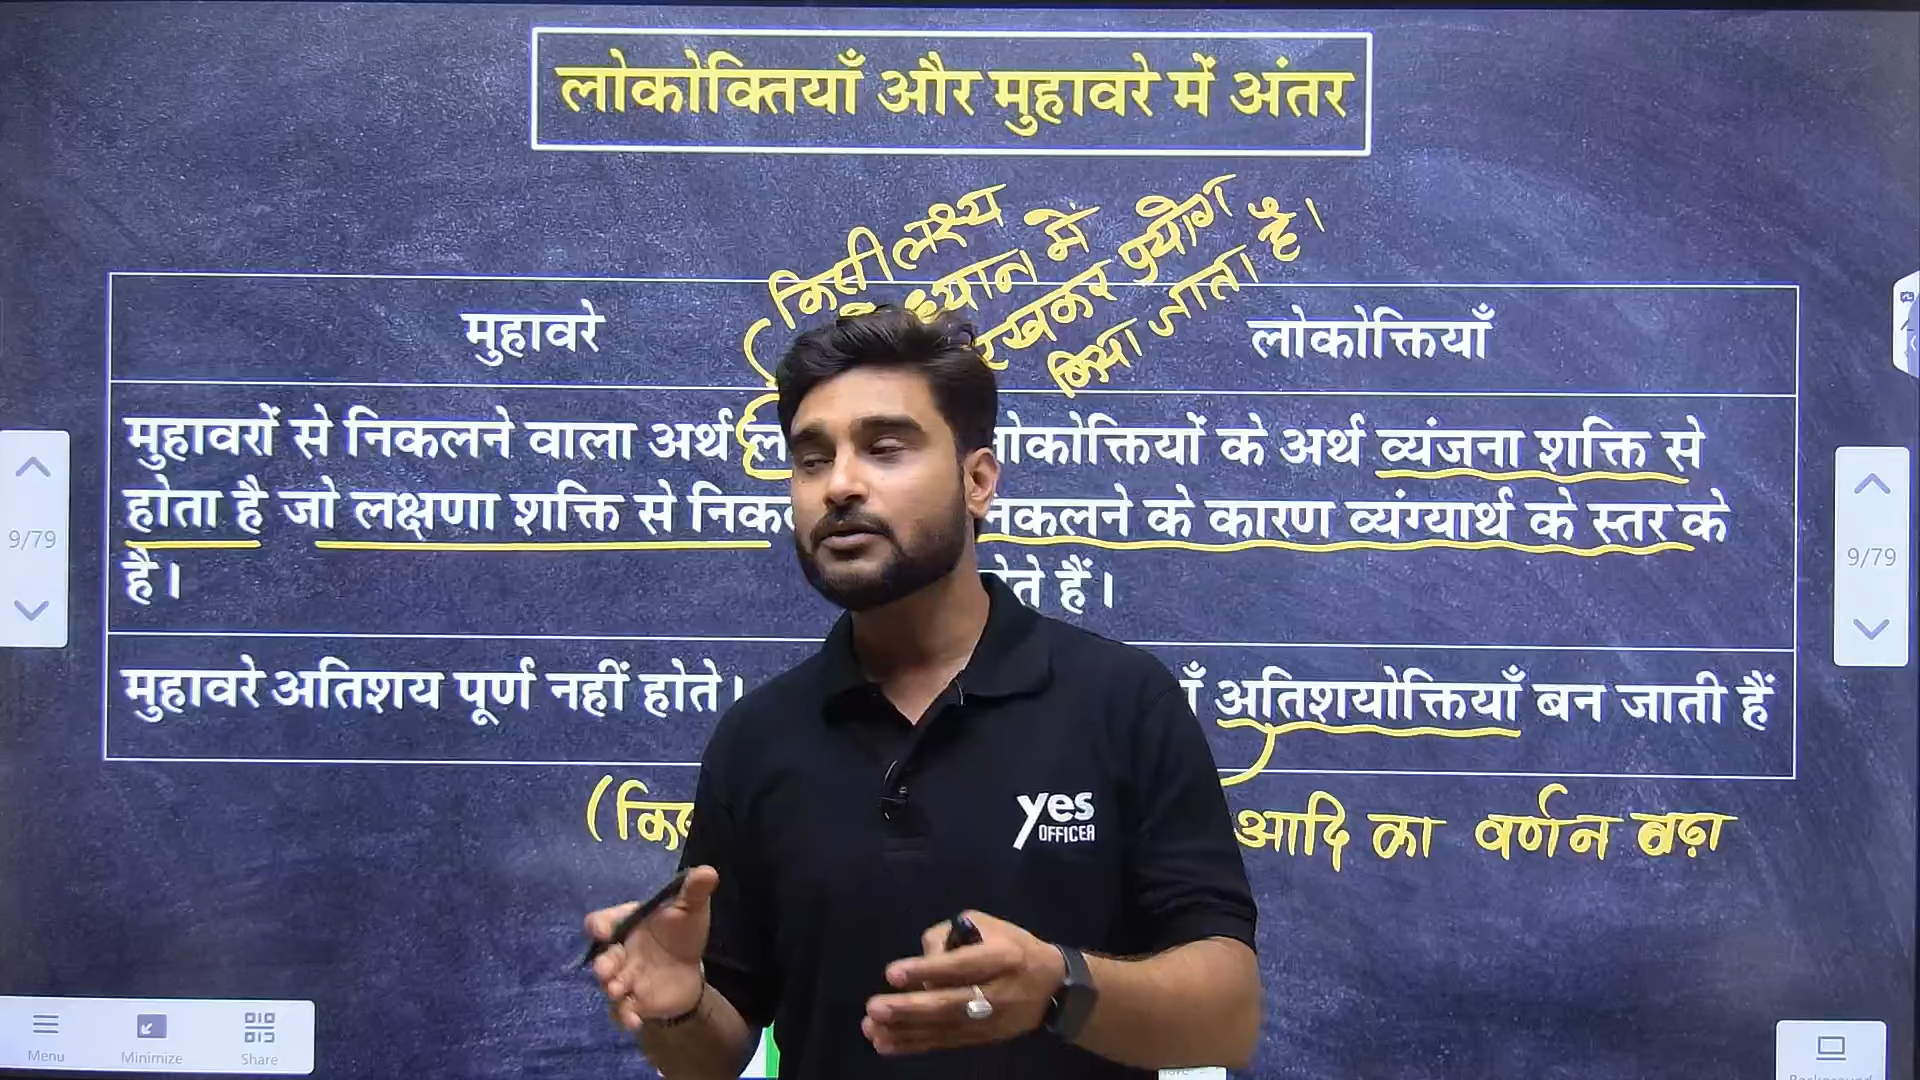 लोकोक्तियाँ और मुहावरे में अंतर
किसी लक्ष्य
ध्यान में
रखकर प्रयोग
किया जाता है।
मुहावरे
लोकोक्तियाँ
मुहावरों से निकलने वाला अर्थ
होता है जो लक्षणा शक्ति से
है।
के अर्थ व्यंजना शक्ति से
के कारण व्यंग्यार्थ के स्तर के
हैं।
मुहावरे अतिशय पूर्ण नहीं होते।
अतिशयोक्तियाँ बन जाती हैं
आदि का वर्णन बढ़ा
yes
OFFICER
9/79
9/79
Menu
Minimize
Share